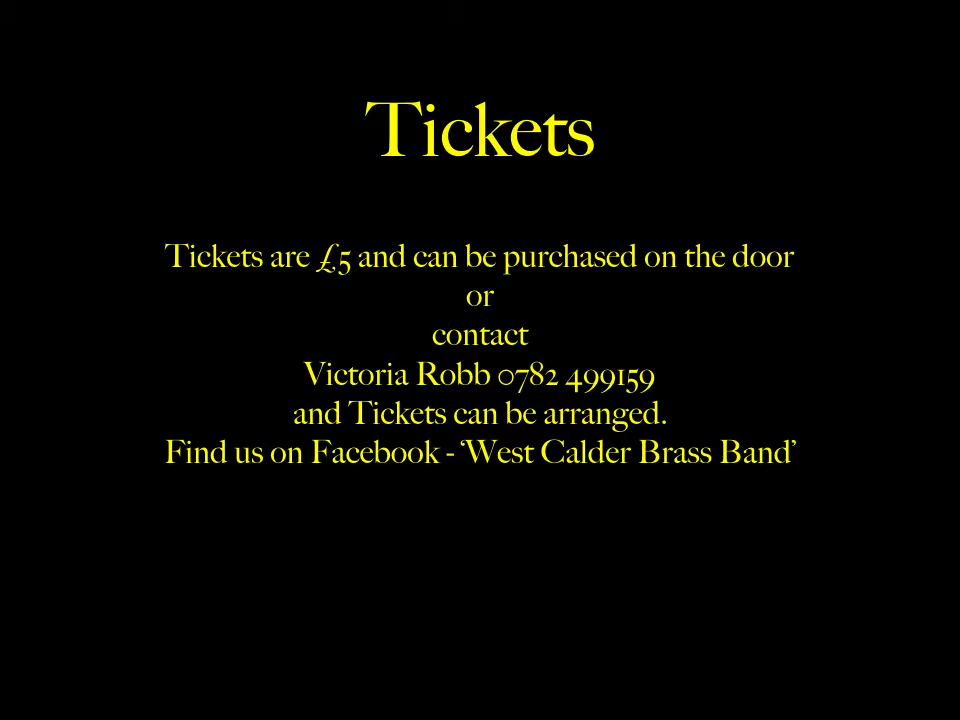 Tickets
Tickets are £5 and can be purchased on the door
or
contact
Victoria Robb 0782 499159
and Tickets can be arranged.
Find us on Facebook - ‘West Calder Brass Band’